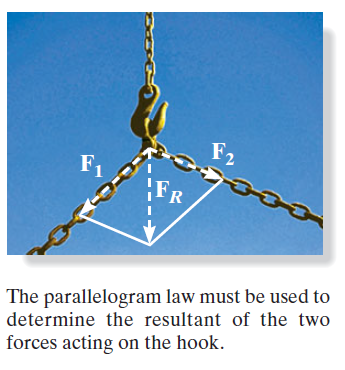 F1
F2
FR
The parallelogram law must be used to
determine the resultant of the two
forces acting on the hook.